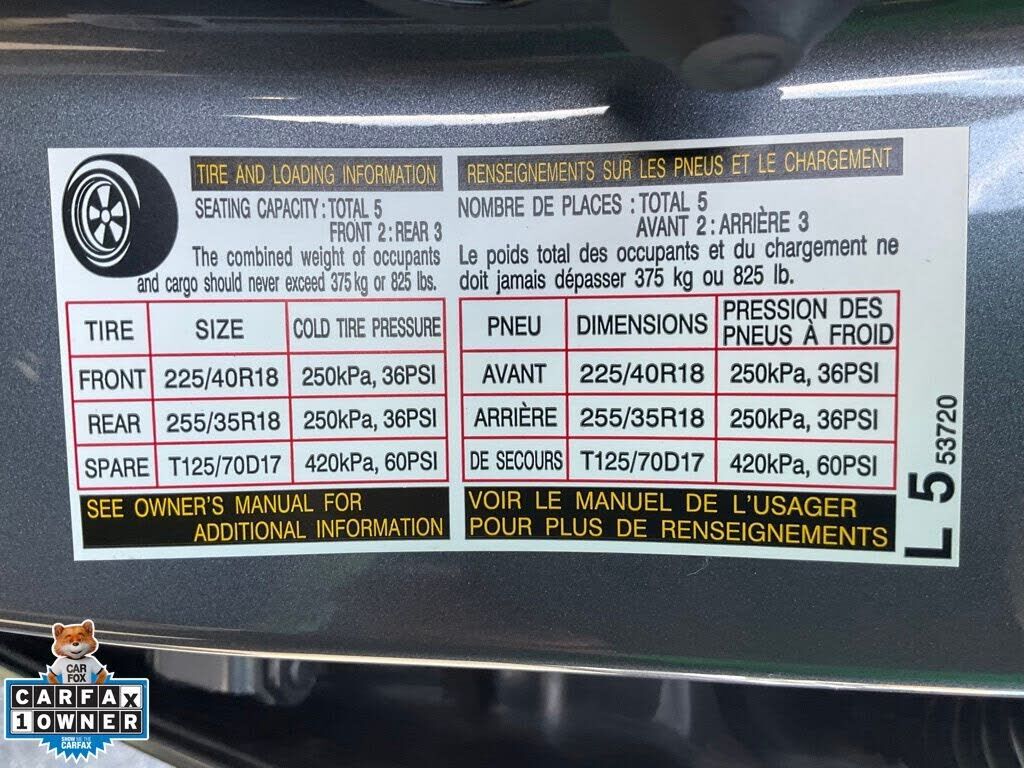 TIRE AND LOADING INFORMATION
SEATING CAPACITY : TOTAL 5
FRONT 2 : REAR 3
The combined weight of occupants
and cargo should never exceed 375 kg or 825 lbs.
TIRE SIZE COLD TIRE PRESSURE
FRONT 225/40R18 250kPa, 36PSI
REAR 255/35R18 250kPa, 36PSI
SPARE T125/70D17 420kPa, 60PSI
SEE OWNER'S MANUAL FOR
ADDITIONAL INFORMATION
RENSEIGNEMENTS SUR LES PNEUS ET LE CHARGEMENT
NOMBRE DE PLACES : TOTAL 5
AVANT 2 : ARRIÈRE 3
Le poids total des occupants et du chargement ne
doit jamais dépasser 375 kg ou 825 lb.
PNEU DIMENSIONS PRESSION DES
PNEUS À FROID
AVANT 225/40R18 250kPa, 36PSI
ARRIÈRE 255/35R18 250kPa, 36PSI
DE SECOURS T125/70D17 420kPa, 60PSI
VOIR LE MANUEL DE L'USAGER
POUR PLUS DE RENSEIGNEMENTS
L 5 53720
CAR
FOX
CARFAX
1 OWNER
SHOW ME THE
CARFAX